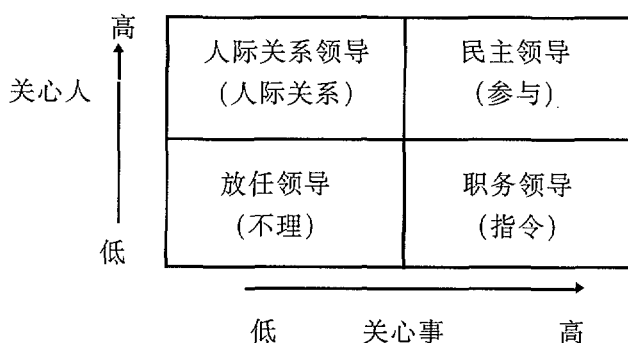 高
人际关系领导
民主领导
关心人
(人际关系)
(参与)
放任领导
职务领导
(不理)
(指令)
低
低
关心事
高